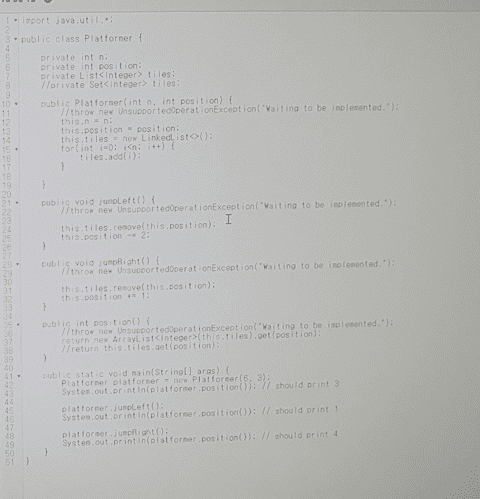 1 import java.util.*;
2
3 public class Platformer {
4
5 private int n;
6 private int position;
7 private List<Integer> tiles;
8 //private Set<Integer> tiles;
9
10 public Platformer(int n, int position) {
11 //throw new UnsupportedOperationException("Waiting to be implemented.");
12 this.n = n;
13 this.position = position;
14 this.tiles = new LinkedList<>();
15 for(int i=0; i<n; i++) {
16 tiles.add(i);
17 }
18
19 }
20
21 public void jumpLeft() {
22 //throw new UnsupportedOperationException("Waiting to be implemented.");
23
24 this.tiles.remove(this.position);
25 this.position -= 2;
26 }
27
28 public void jumpRight() {
29 //throw new UnsupportedOperationException("Waiting to be implemented.");
30
31 this.tiles.remove(this.position);
32 this.position += 1;
33 }
34
35 public int position() {
36 //throw new UnsupportedOperationException("Waiting to be implemented.");
37 return new ArrayList<Integer>(this.tiles).get(position);
38 //return this.tiles.get(position);
39 }
40
41 public static void main(String[] args) {
42 Platformer platformer = new Platformer(6, 3);
43 System.out.println(platformer.position()); // should print 3
44
45 platformer.jumpLeft();
46 System.out.println(platformer.position()); // should print 1
47
48 platformer.jumpRight();
49 System.out.println(platformer.position()); // should print 4
50 }
51 }